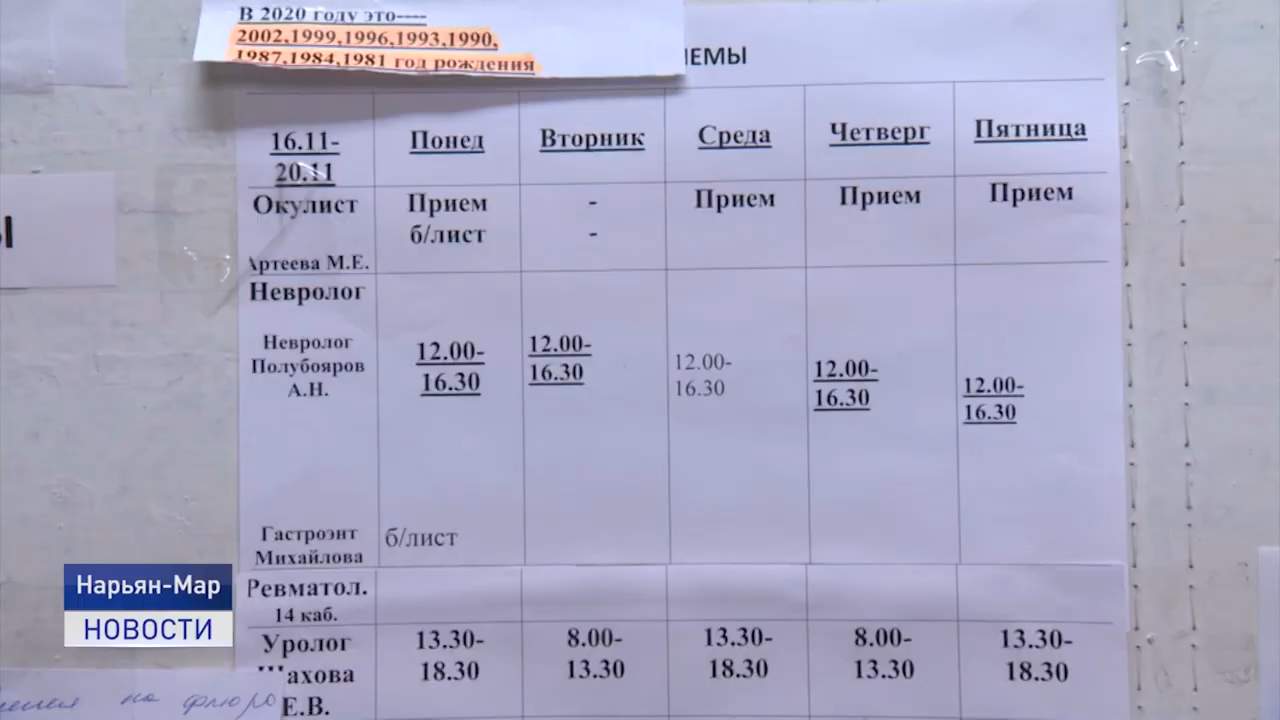 В 2020 году это----
2002,1999,1996,1993,1990,
1987,1984,1981 год рождения
16.11-
20.11
Понед
Вторник
Среда
Четверг
Пятница
Окулист
Артеева М.Е.
Прием
б/лист
-
-
Прием
Прием
Прием
Невролог
Невролог
Полубояров
А.Н.
12.00-
16.30
12.00-
16.30
12.00-
16.30
12.00-
16.30
12.00-
16.30
Гастроэнт
Михайлова
б/лист
Ревматол.
14 каб.
Уролог
Шахова
Е.В.
13.30-
18.30
8.00-
13.30
13.30-
18.30
8.00-
13.30
13.30-
18.30
на флюро
Нарьян-Мар
НОВОСТИ